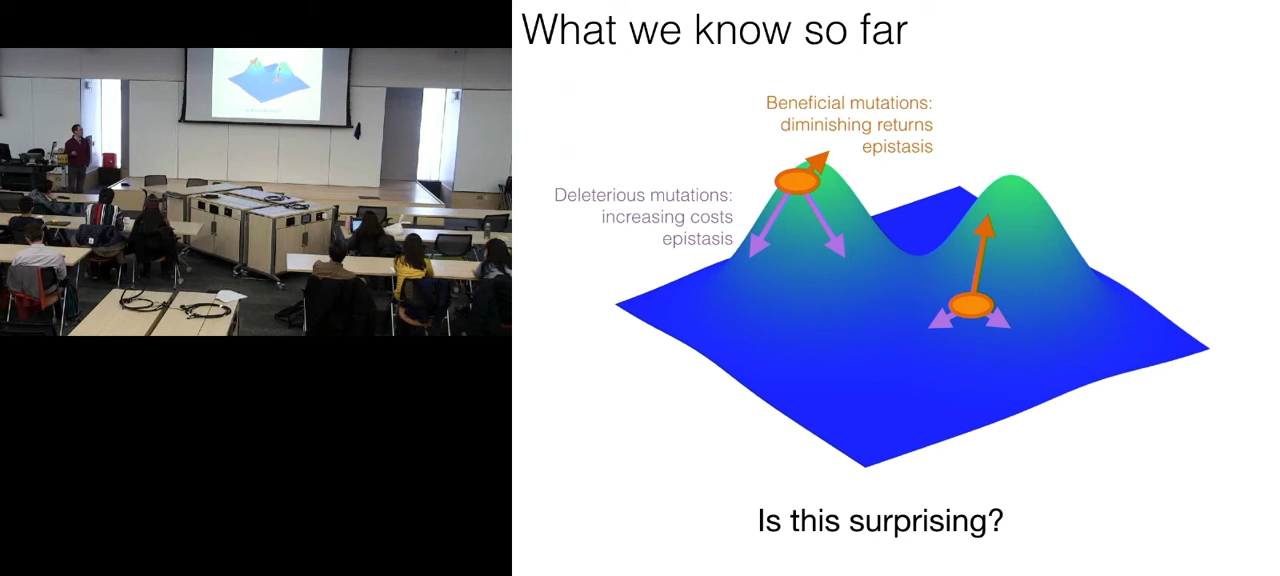 What we know so far
Beneficial mutations:
diminishing returns
epistasis
Deleterious mutations:
increasing costs
epistasis
Is this surprising?